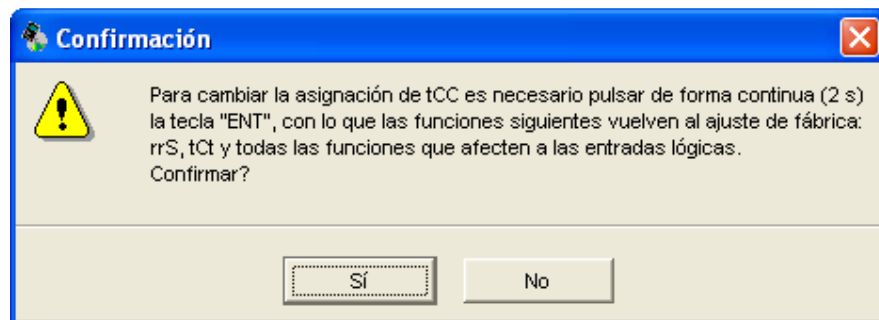 Confirmación
Para cambiar la asignación de tCC es necesario pulsar de forma continua (2 s)
la tecla "ENT", con lo que las funciones siguientes vuelven al ajuste de fábrica:
rrS, tCt y todas las funciones que afecten a las entradas lógicas.
Confirmar?
Sí
No